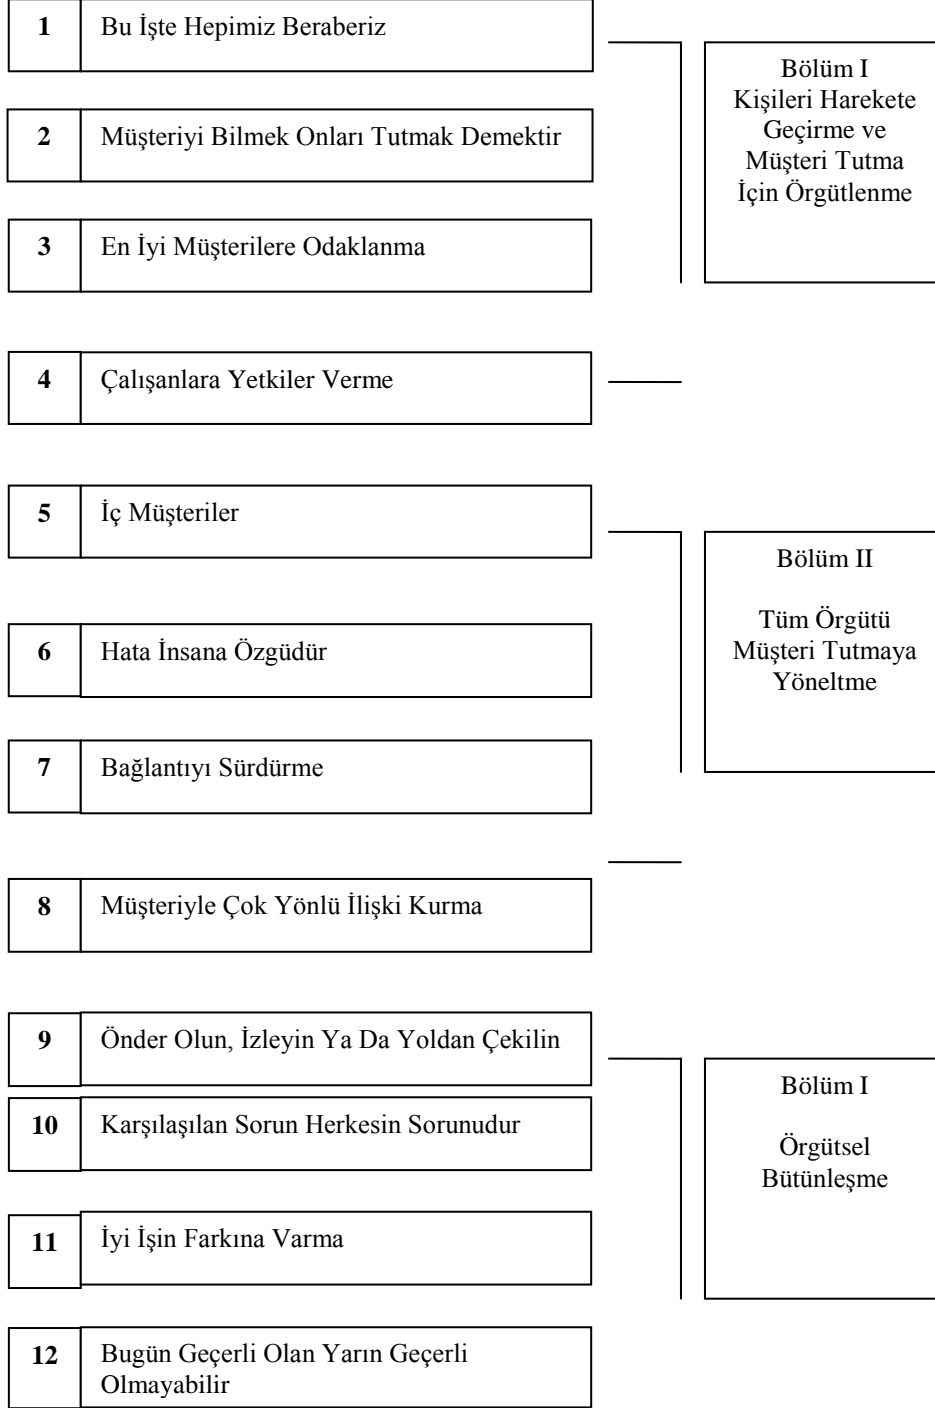 1 Bu İşte Hepimiz Beraberiz
2 Müşteriyi Bilmek Onları Tutmak Demektir
3 En İyi Müşterilere Odaklanma
4 Çalışanlara Yetkiler Verme
Bölüm I
Kişileri Harekete
Geçirme ve
Müşteri Tutma
İçin Örgütlenme
5 İç Müşteriler
6 Hata İnsana Özgüdür
7 Bağlantıyı Sürdürme
8 Müşteriyle Çok Yönlü İlişki Kurma
Bölüm II
Tüm Örgütü
Müşteri Tutmaya
Yöneltme
9 Önder Olun, İzleyin Ya Da Yoldan Çekilin
10 Karşılaşılan Sorun Herkesin Sorunudur
11 İyi İşin Farkına Varma
12 Bugün Geçerli Olan Yarın Geçerli
Olmayabilir
Bölüm I
Örgütsel
Bütünleşme